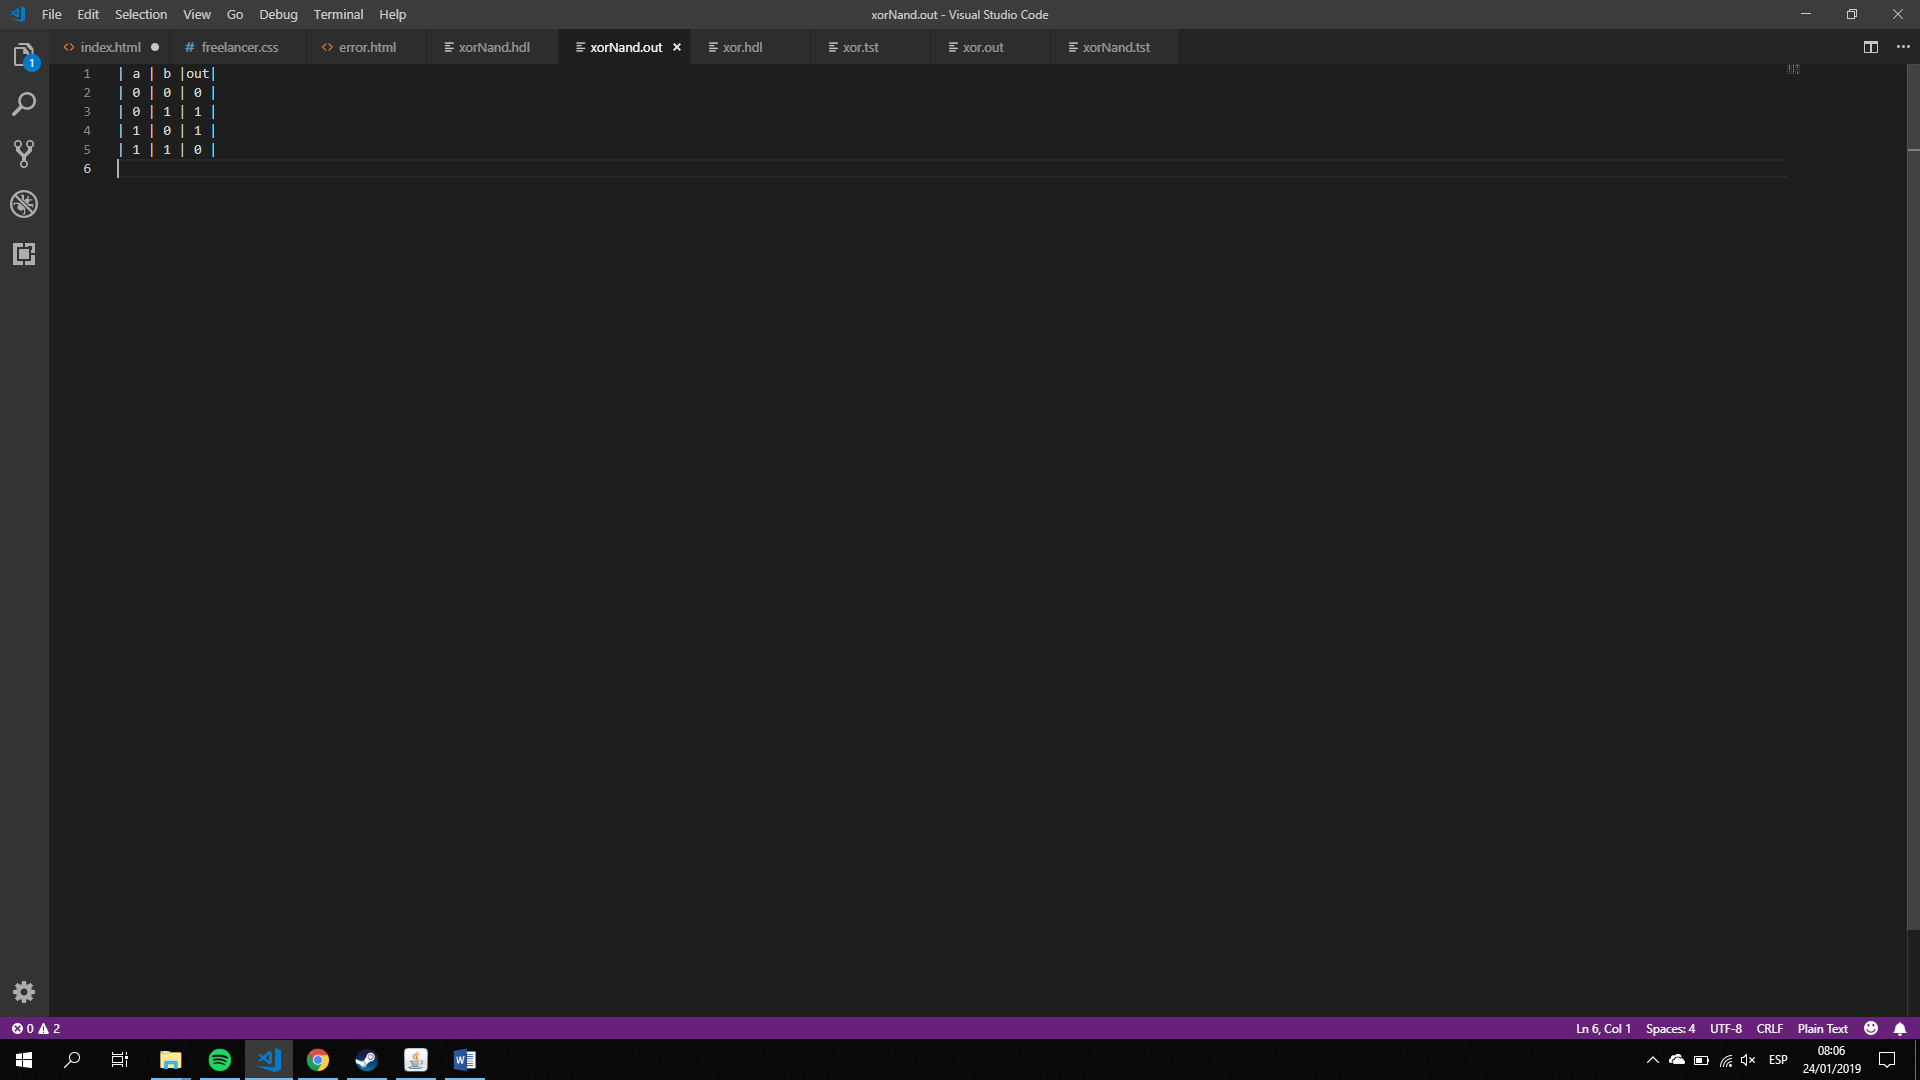 File Edit Selection View Go Debug Terminal Help
xorNand.out - Visual Studio Code
index.html freelancer.css error.html xorNand.hdl xorNand.out xor.hdl xor.tst xor.out xorNand.tst
1
1 | a | b |out|
2 | 0 | 0 | 0 |
3 | 0 | 1 | 1 |
4 | 1 | 0 | 1 |
5 | 1 | 1 | 0 |
6
0 2 Ln 6, Col 1 Spaces: 4 UTF-8 CRLF Plain Text
ESP 08:06
24/01/2019